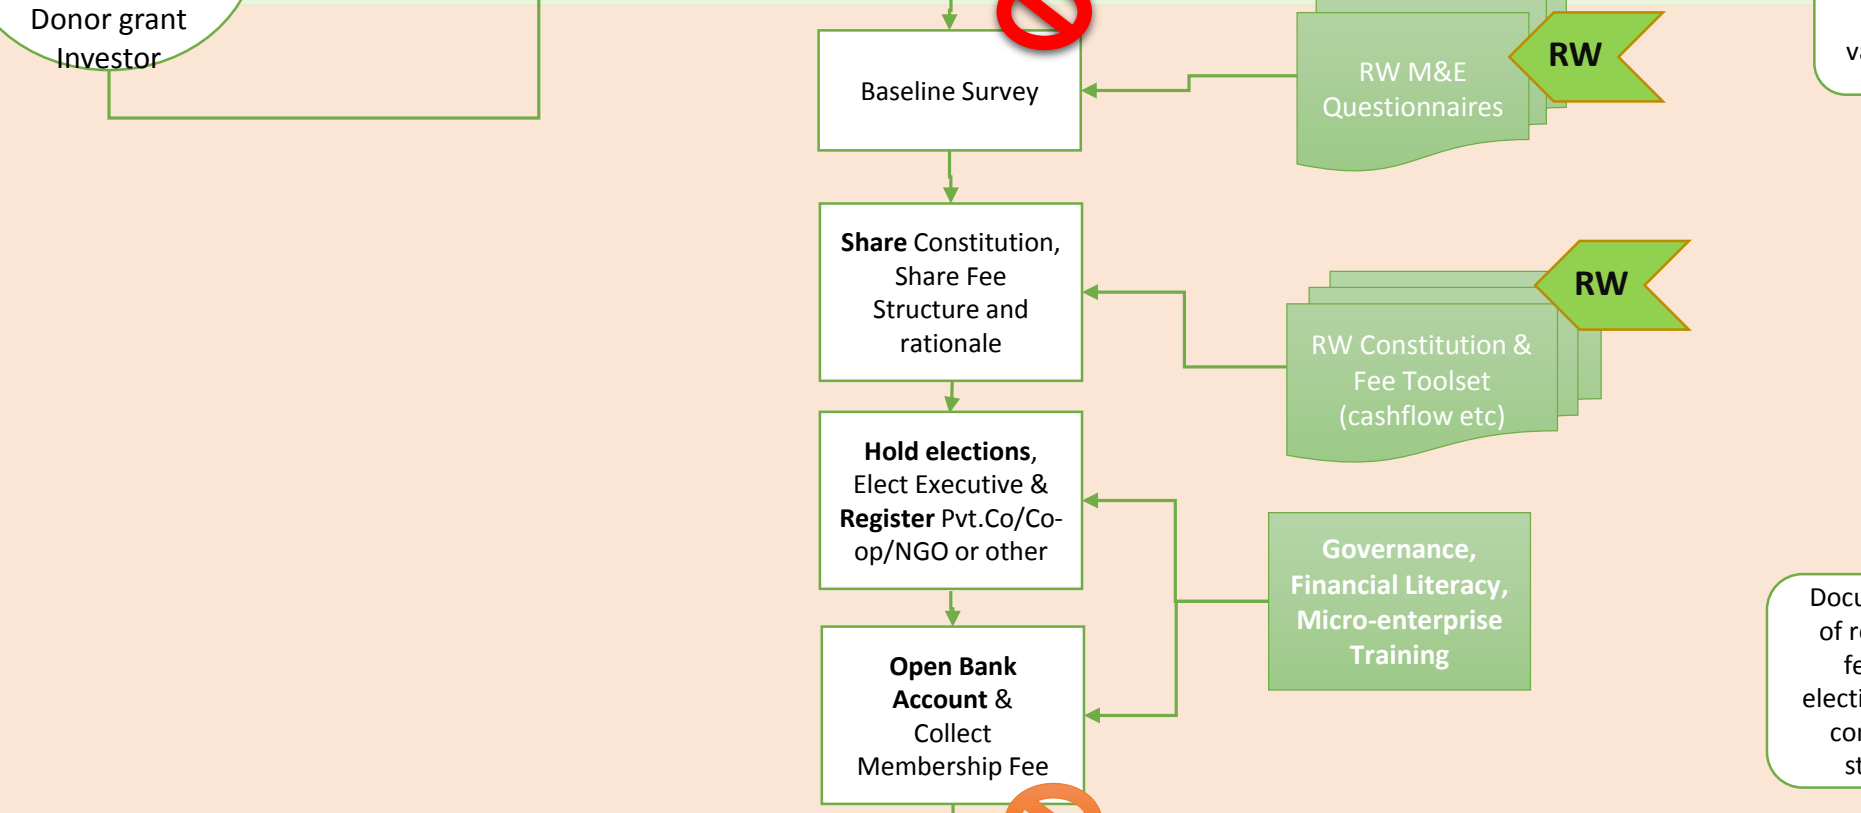 Donor grant
Investor
Baseline Survey
RW M&E
Questionnaires
RW
Share Constitution,
Share Fee
Structure and
rationale
RW
RW Constitution &
Fee Toolset
(cashflow etc)
Hold elections,
Elect Executive &
Register Pvt.Co/Co-
op/NGO or other
Governance,
Financial Literacy,
Micro-enterprise
Training
Open Bank
Account &
Collect
Membership Fee
of